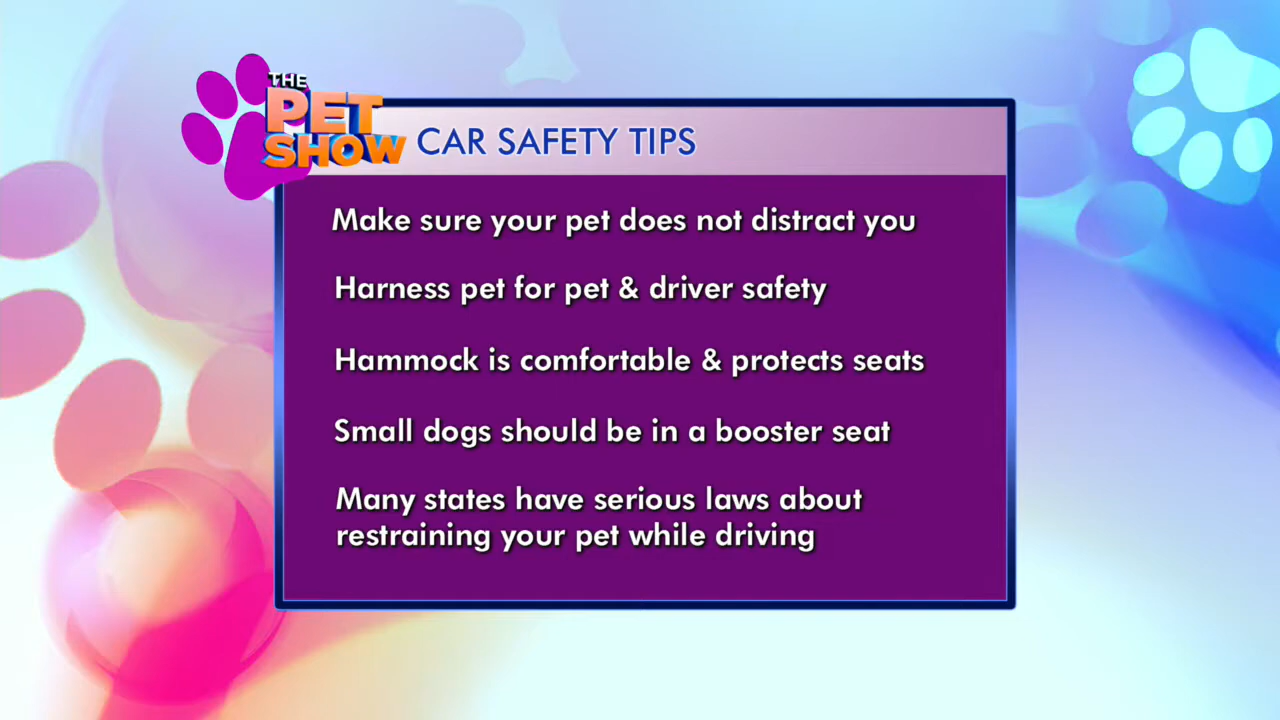 THE
PET
SHOW
CAR SAFETY TIPS
Make sure your pet does not distract you
Harness pet for pet & driver safety
Hammock is comfortable & protects seats
Small dogs should be in a booster seat
Many states have serious laws about
restraining your pet while driving